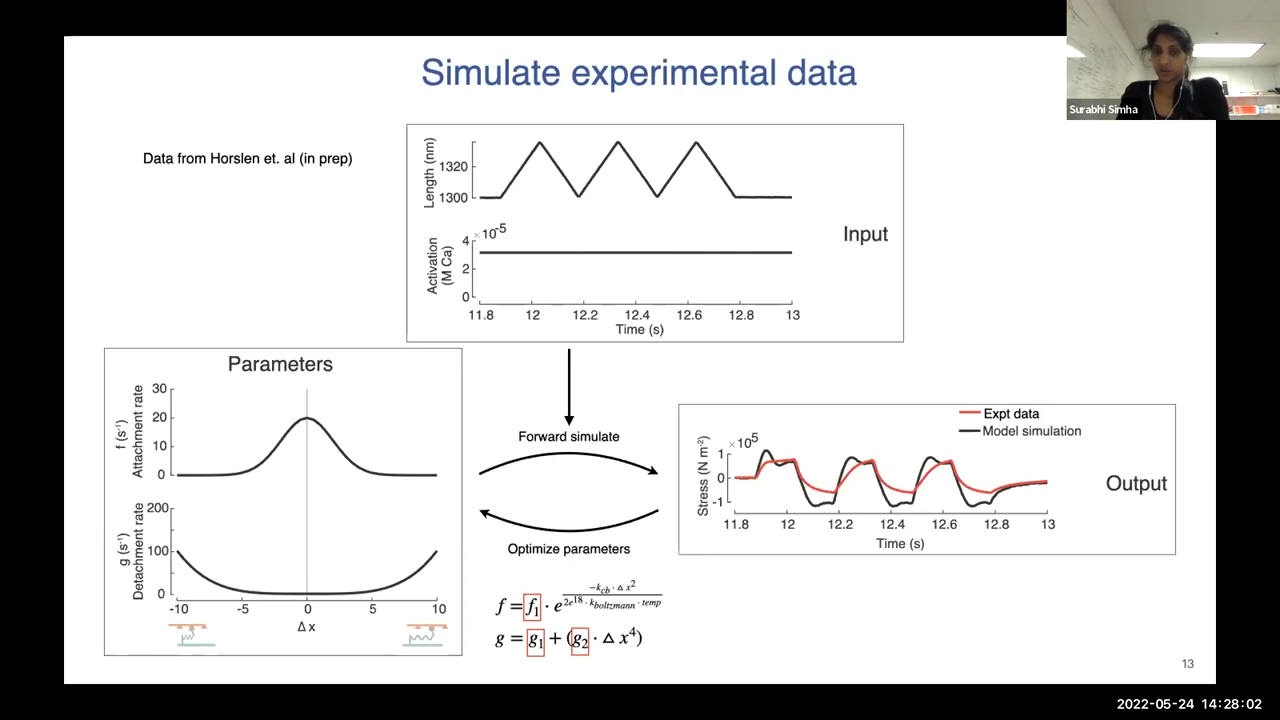 Simulate experimental data
Surabhi Simha
Data from Horslen et. al (in prep)
Length (nm)
1320
1300
×10-5
Activation
(M Ca)
4
2
0
11.8 12 12.2 12.4 12.6 12.8 13
Time (s)
Input
Parameters
f (s-1)
Attachment rate
30
20
10
0
g (s-1)
Detachment rate
200
100
0
-10 -5 0 5 10
Δ x
Forward simulate
Optimize parameters
f = f1 · e -kcb · Δ x2 / 2e18 · kboltzmann · temp
g = g1 + (g2 · Δ x4)
Expt data
Model simulation
×105
Stress (N m-2)
1
0
-1
11.8 12 12.2 12.4 12.6 12.8 13
Time (s)
Output
13
2022-05-24 14:28:02